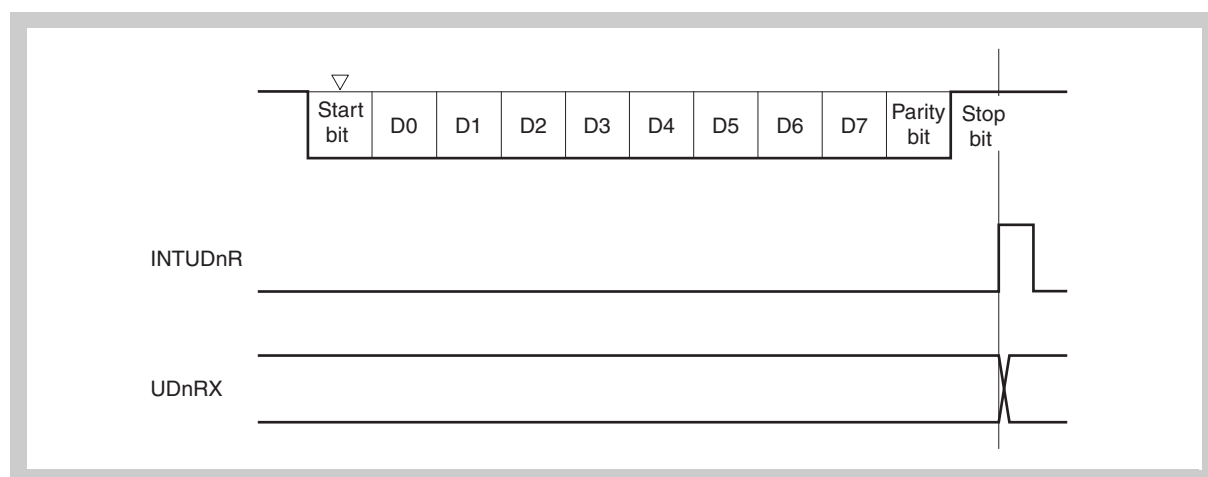 Start bit D0 D1 D2 D3 D4 D5 D6 D7 Parity bit Stop bit
INTUDnR
UDnRX